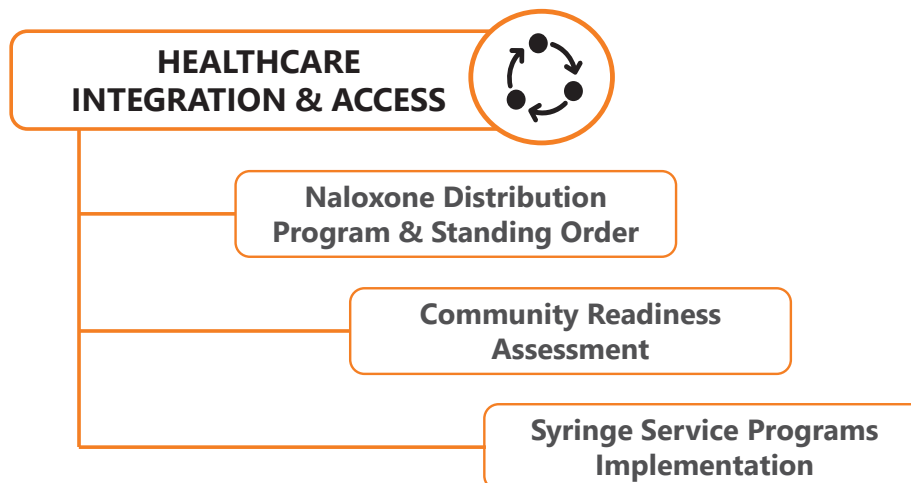 HEALTHCARE
INTEGRATION & ACCESS
Naloxone Distribution
Program & Standing Order
Community Readiness
Assessment
Syringe Service Programs
Implementation